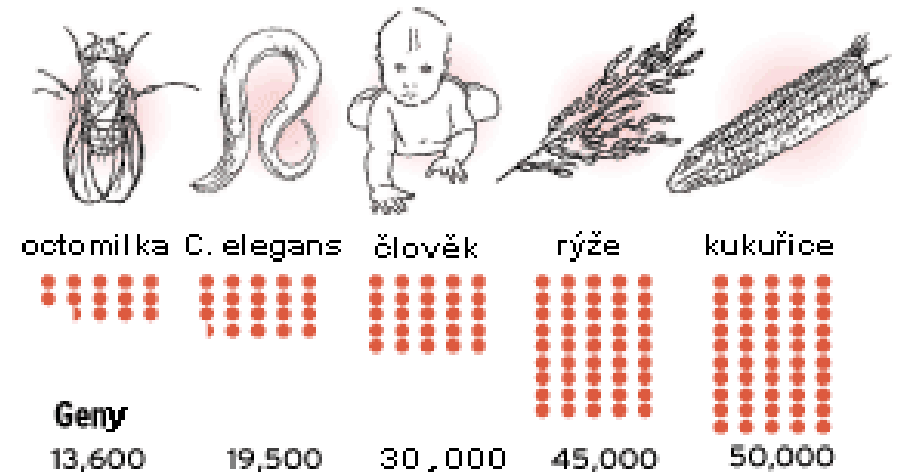 octomilka C. elegans člověk rýže kukuřice
Geny
13,600 19,500 30,000 45,000 50,000